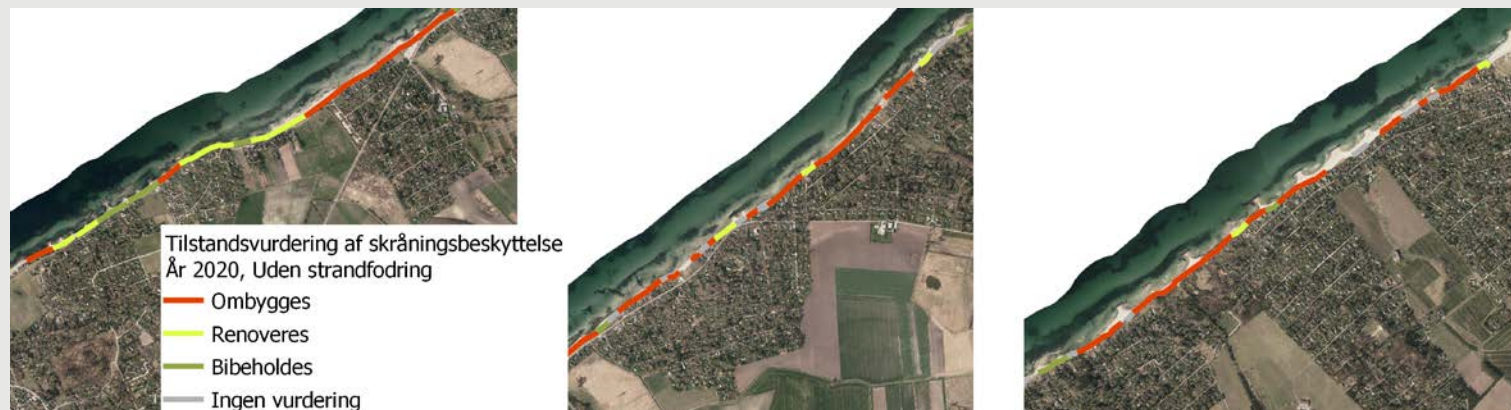 Tilstandsvurdering af skråningsbeskyttelse
År 2020, Uden strandfodring
Ombygges
Renoveres
Bibeholdes
Ingen vurdering